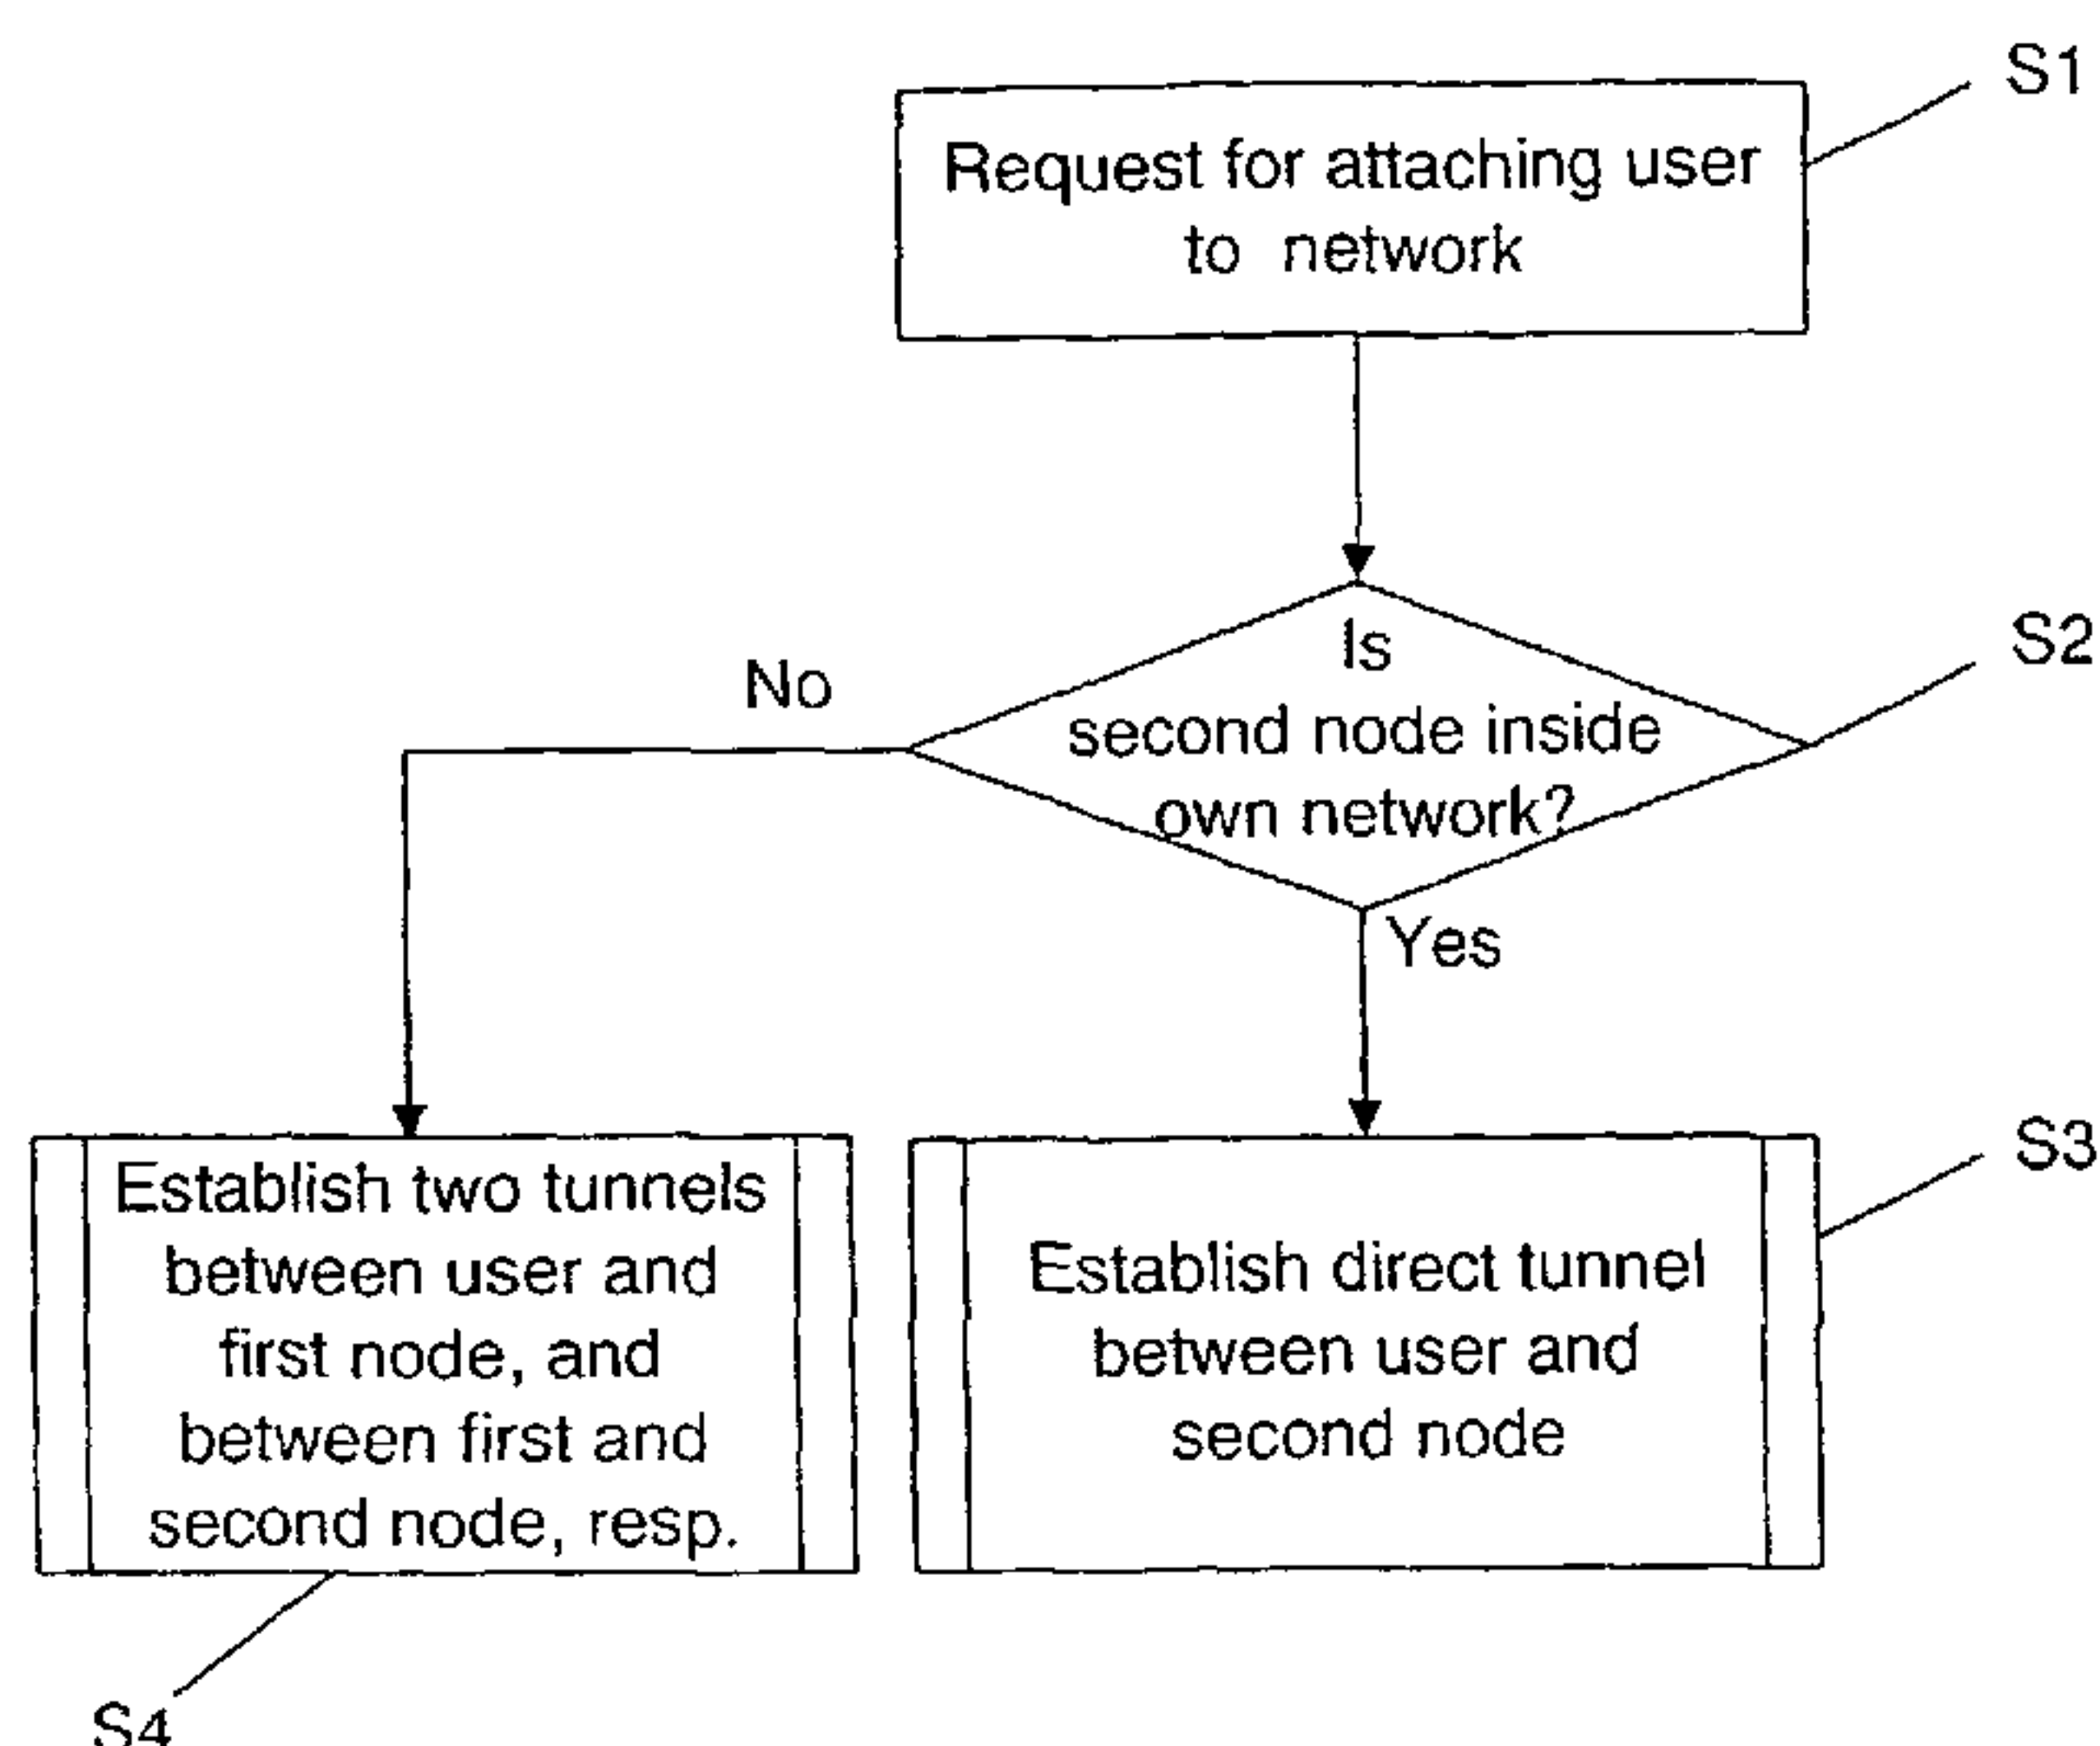 S1
Request for attaching user
to network
S2
No
Is
second node inside
own network?
Yes
S3
Establish two tunnels
between user and
first node, and
between first and
second node, resp.
Establish direct tunnel
between user and
second node
S4